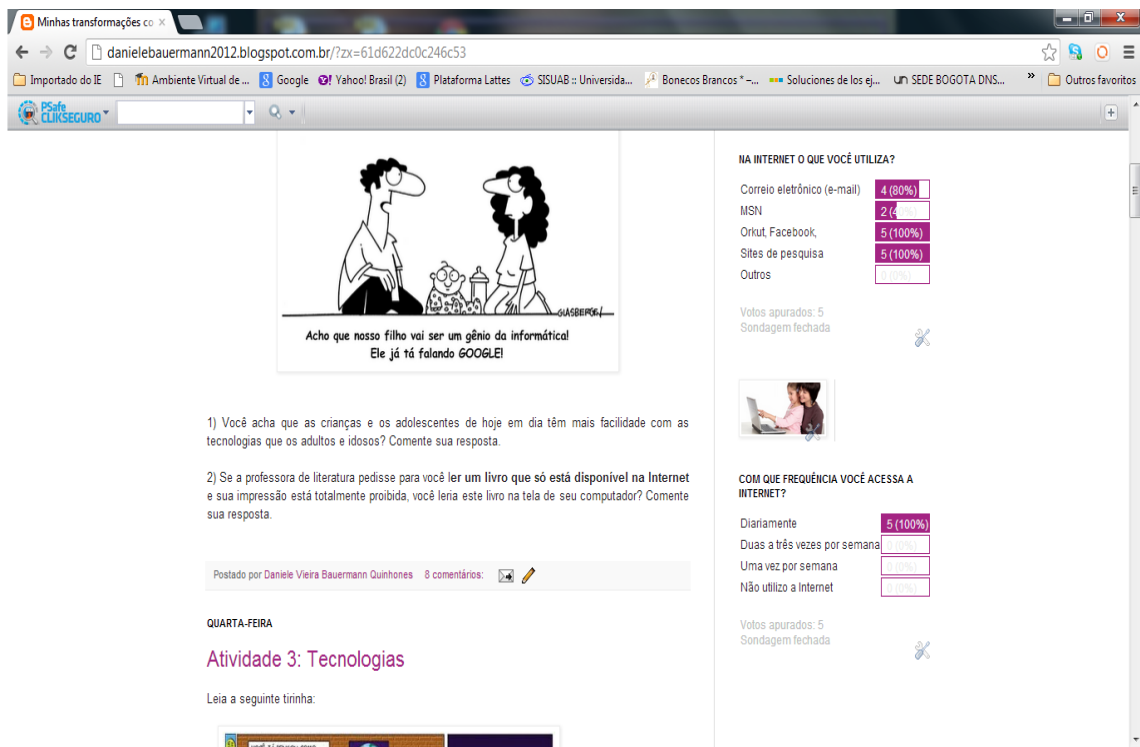 Minhas transformações co
danielebauermann2012.blogspot.com.br/?zx=61d622dc0c246c53
Importado do IE Ambiente Virtual de ... Google Yahoo! Brasil (2) Plataforma Lattes SISUAB :: Universida... Bonecos Brancos * –... Soluciones de los ej... SEDE BOGOTA DNS... » Outros favoritos
PSafe
CLIKSEGURO
GLASBERGEN
Acho que nosso filho vai ser um gênio da informática!
Ele já tá falando GOOGLE!
1) Você acha que as crianças e os adolescentes de hoje em dia têm mais facilidade com as
tecnologias que os adultos e idosos? Comente sua resposta.
2) Se a professora de literatura pedisse para você ler um livro que só está disponível na Internet
e sua impressão está totalmente proibida, você leria este livro na tela de seu computador? Comente
sua resposta.
Postado por Daniele Vieira Bauermann Quinhones 8 comentários:
QUARTA-FEIRA
Atividade 3: Tecnologias
Leia a seguinte tirinha:
NA INTERNET O QUE VOCÊ UTILIZA?
Correio eletrônico (e-mail) 4 (80%)
MSN 2 (40%)
Orkut, Facebook, 5 (100%)
Sites de pesquisa 5 (100%)
Outros 0 (0%)
Votos apurados: 5
Sondagem fechada
COM QUE FREQUÊNCIA VOCÊ ACESSA A
INTERNET?
Diariamente 5 (100%)
Duas a três vezes por semana 0 (0%)
Uma vez por semana 0 (0%)
Não utilizo a Internet 0 (0%)
Votos apurados: 5
Sondagem fechada